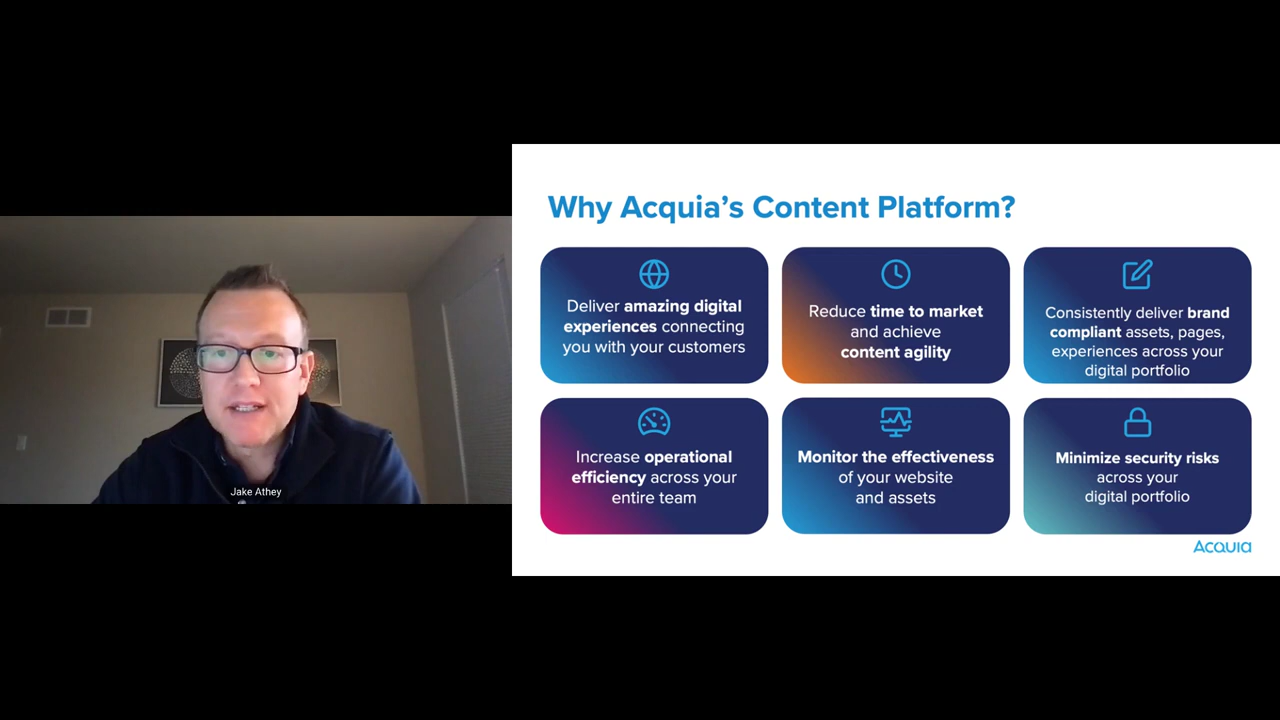 Why Acquia's Content Platform?
Deliver amazing digital
experiences connecting
you with your customers
Reduce time to market
and achieve
content agility
Consistently deliver brand
compliant assets, pages,
experiences across your
digital portfolio
Increase operational
efficiency across your
entire team
Monitor the effectiveness
of your website
and assets
Minimize security risks
across your
digital portfolio
Jake Athey
Acquia